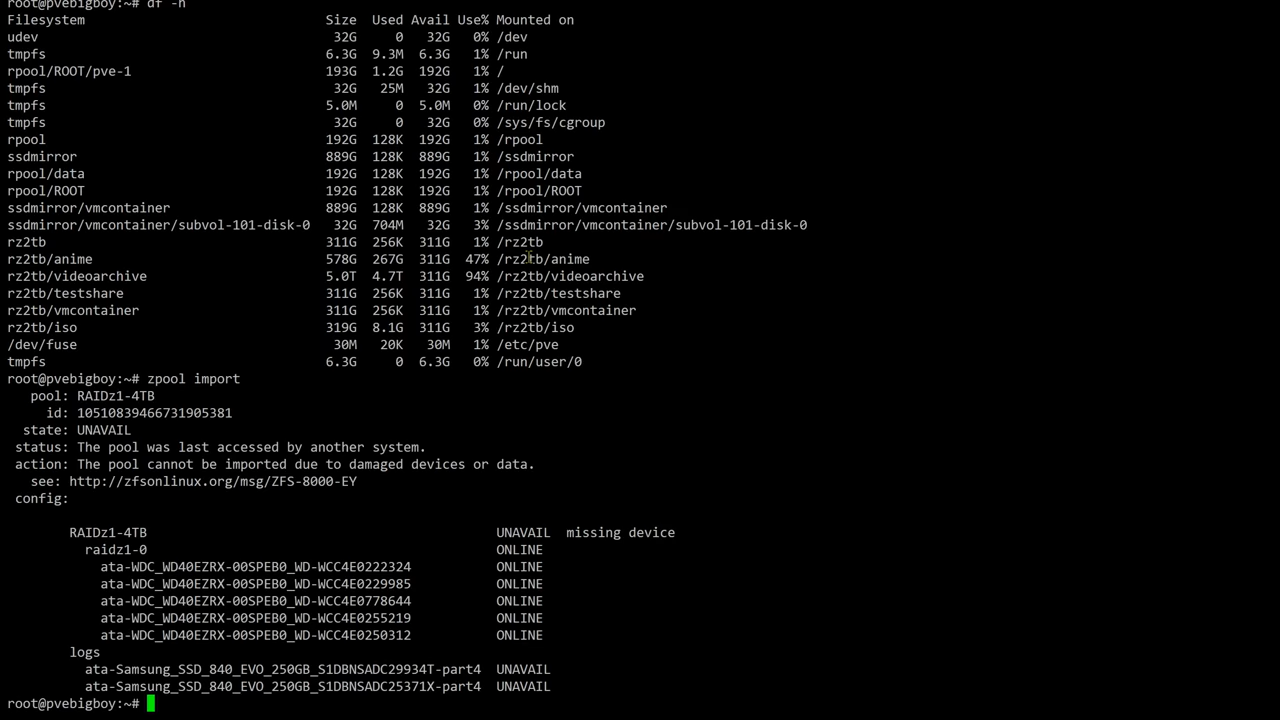 root@pvebigboy:~# df -h
Filesystem Size Used Avail Use% Mounted on
udev 32G 0 32G 0% /dev
tmpfs 6.3G 9.3M 6.3G 1% /run
rpool/ROOT/pve-1 193G 1.2G 192G 1% /
tmpfs 32G 25M 32G 1% /dev/shm
tmpfs 5.0M 0 5.0M 0% /run/lock
tmpfs 32G 0 32G 0% /sys/fs/cgroup
rpool 192G 128K 192G 1% /rpool
ssdmirror 889G 128K 889G 1% /ssdmirror
rpool/data 192G 128K 192G 1% /rpool/data
rpool/ROOT 192G 128K 192G 1% /rpool/ROOT
ssdmirror/vmcontainer 889G 128K 889G 1% /ssdmirror/vmcontainer
ssdmirror/vmcontainer/subvol-101-disk-0 32G 704M 32G 3% /ssdmirror/vmcontainer/subvol-101-disk-0
rz2tb 311G 256K 311G 1% /rz2tb
rz2tb/anime 578G 267G 311G 47% /rz2tb/anime
rz2tb/videoarchive 5.0T 4.7T 311G 94% /rz2tb/videoarchive
rz2tb/testshare 311G 256K 311G 1% /rz2tb/testshare
rz2tb/vmcontainer 311G 256K 311G 1% /rz2tb/vmcontainer
rz2tb/iso 319G 8.1G 311G 3% /rz2tb/iso
/dev/fuse 30M 20K 30M 1% /etc/pve
tmpfs 6.3G 0 6.3G 0% /run/user/0
root@pvebigboy:~# zpool import
pool: RAIDz1-4TB
id: 10510839466731905381
state: UNAVAIL
status: The pool was last accessed by another system.
action: The pool cannot be imported due to damaged devices or data.
see: http://zfsonlinux.org/msg/ZFS-8000-EY
config:
RAIDz1-4TB UNAVAIL missing device
raidz1-0 ONLINE
ata-WDC_WD40EZRX-00SPEB0_WD-WCC4E0222324 ONLINE
ata-WDC_WD40EZRX-00SPEB0_WD-WCC4E0229985 ONLINE
ata-WDC_WD40EZRX-00SPEB0_WD-WCC4E0778644 ONLINE
ata-WDC_WD40EZRX-00SPEB0_WD-WCC4E0255219 ONLINE
ata-WDC_WD40EZRX-00SPEB0_WD-WCC4E0250312 ONLINE
logs
ata-Samsung_SSD_840_EVO_250GB_S1DBNSADC29934T-part4 UNAVAIL
ata-Samsung_SSD_840_EVO_250GB_S1DBNSADC25371X-part4 UNAVAIL
root@pvebigboy:~#